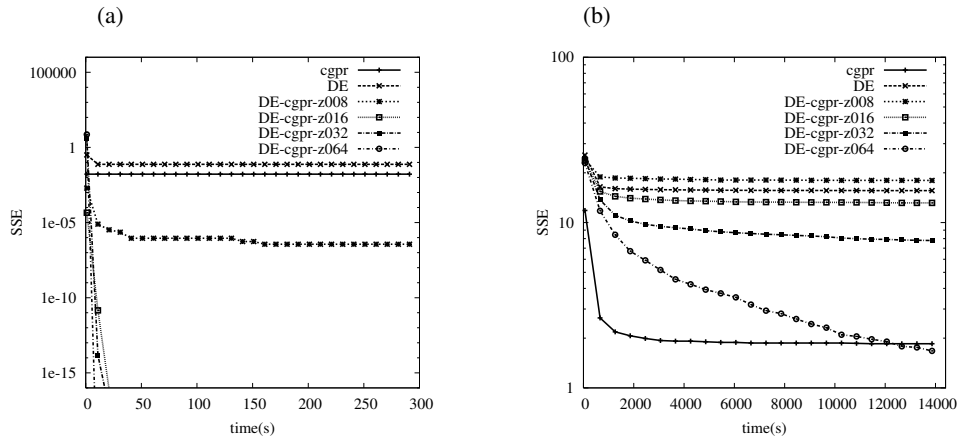 (a)
100000
1
1e-05
1e-10
1e-15
SSE
cgpr
DE
DE-cgpr-z008
DE-cgpr-z016
DE-cgpr-z032
DE-cgpr-z064
0 50 100 150 200 250 300
time(s)
(b)
100
10
1
SSE
cgpr
DE
DE-cgpr-z008
DE-cgpr-z016
DE-cgpr-z032
DE-cgpr-z064
0 2000 4000 6000 8000 10000 12000 14000
time(s)